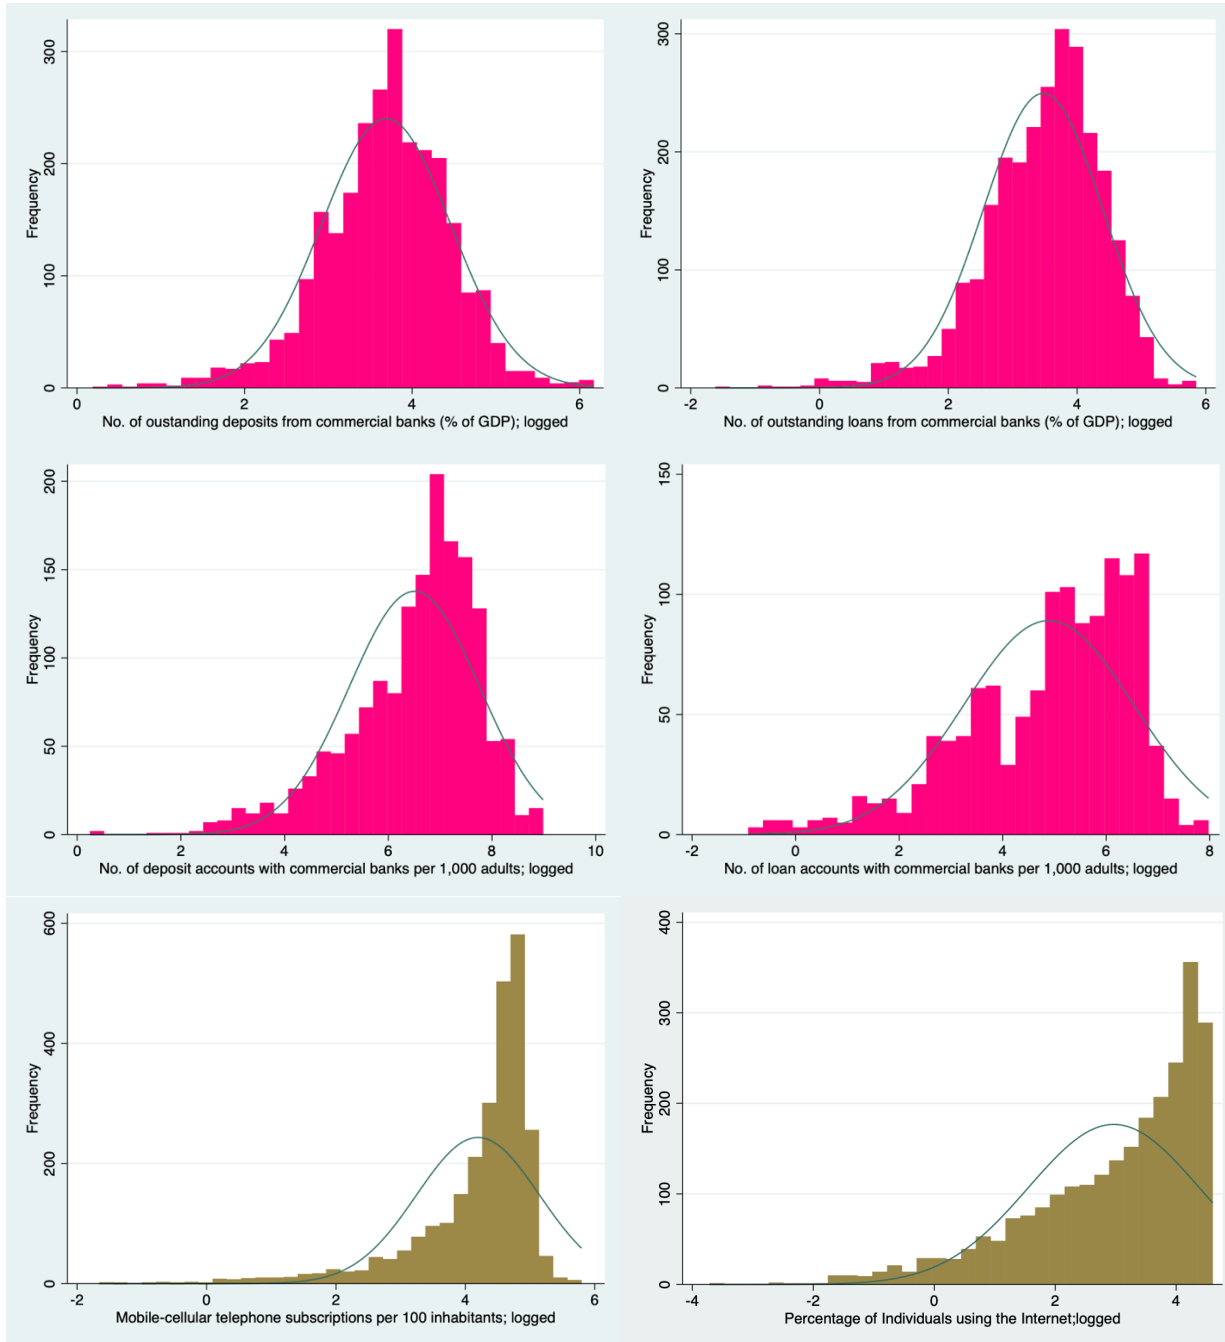 300
200
100
0
Frequency
0 2 4 6
No. of oustanding deposits from commercial banks (% of GDP); logged
300
200
100
0
Frequency
-2 0 2 4 6
No. of outstanding loans from commercial banks (% of GDP); logged
200
150
100
50
0
Frequency
0 2 4 6 8 10
No. of deposit accounts with commercial banks per 1,000 adults; logged
150
100
50
0
Frequency
-2 0 2 4 6 8
No. of loan accounts with commercial banks per 1,000 adults; logged
600
400
200
0
Frequency
-2 0 2 4 6
Mobile-cellular telephone subscriptions per 100 inhabitants; logged
400
300
200
100
0
Frequency
-4 -2 0 2 4
Percentage of Individuals using the Internet;logged